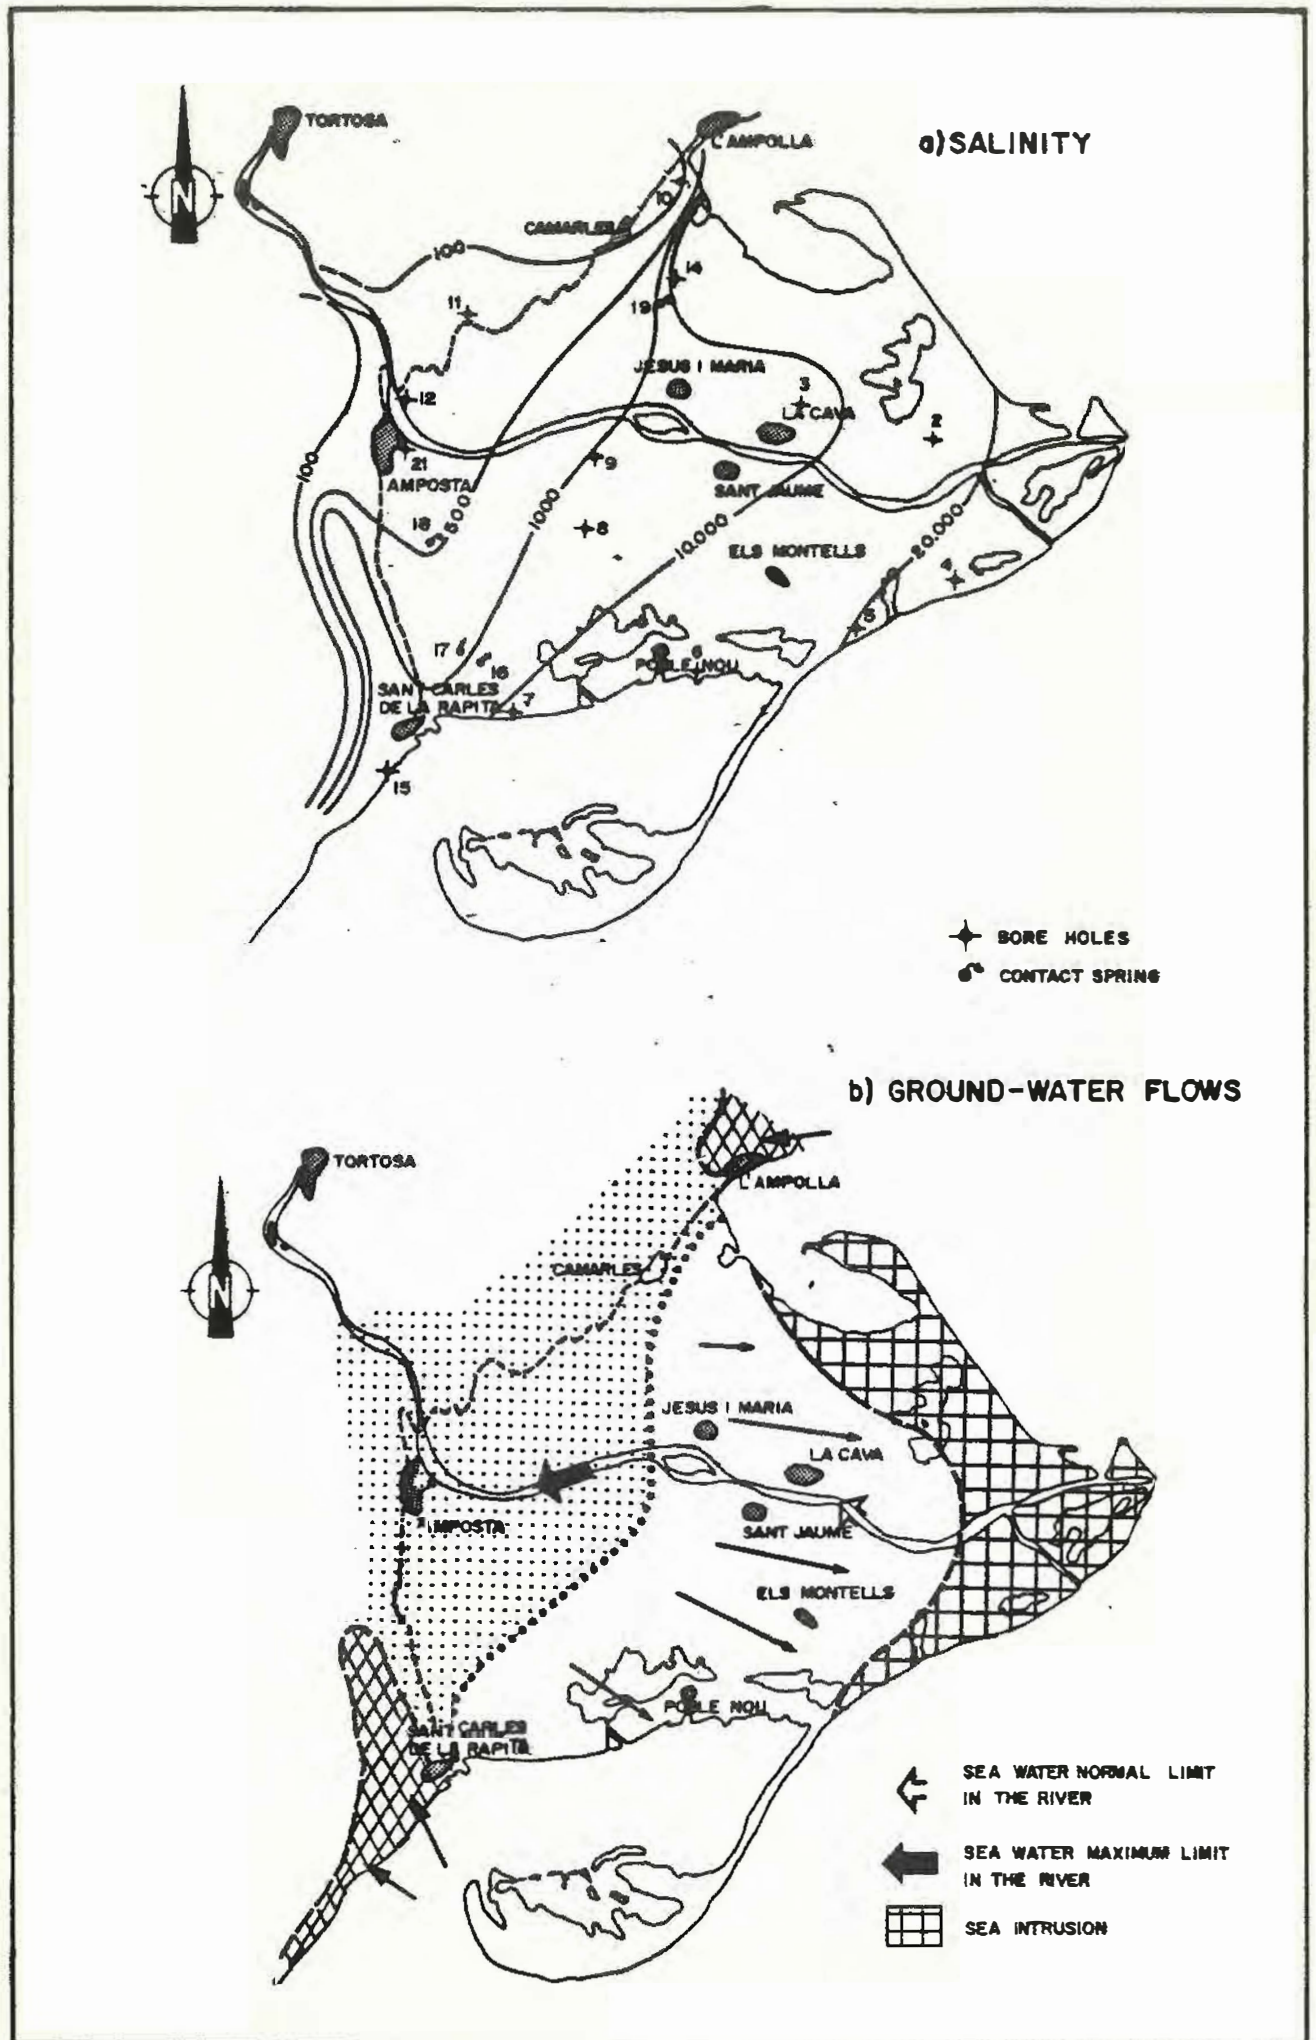 a) SALINITY
N
TORTOSA
L'AMPOLLA
10
CAMARLES
100
14
11
19
JESUS I MARIA
3
12
LA CAVA
2
21
9
100
AMPOSTA
SANT JAUME
500
1000
18
8
10.000
20.000
ELS MONTELLS
4
5
17
16
6
POBLE NOU
SANT CARLES
DE LA RAPITA
7
15
BORE HOLES
CONTACT SPRING
b) GROUND-WATER FLOWS
N
TORTOSA
L'AMPOLLA
CAMARLES
JESUS I MARIA
LA CAVA
AMPOSTA
SANT JAUME
ELS MONTELLS
POBLE NOU
SANT CARLES
DE LA RAPITA
SEA WATER NORMAL LIMIT
IN THE RIVER
SEA WATER MAXIMUM LIMIT
IN THE RIVER
SEA INTRUSION